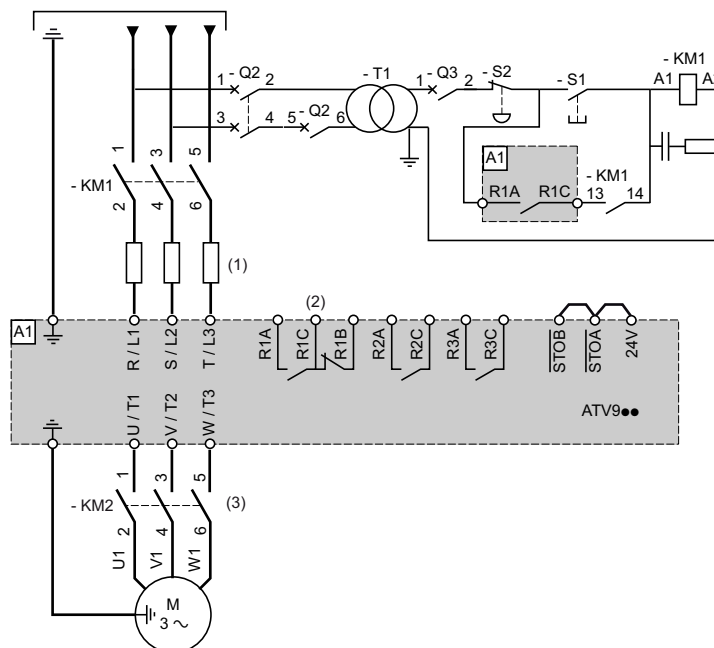 - Q2
1
2
- T1
1
- Q3
2
- S2
- S1
- KM1
A1
A
3
4
5
- Q2
6
1
3
5
- KM1
2
4
6
A1
R1A
R1C
- KM1
13
14
(1)
(2)
A1
R / L1
S / L2
T / L3
R1A
R1C
R1B
R2A
R2C
R3A
R3C
STOB
STOA
24V
U / T1
V / T2
W / T3
ATV9●●
1
3
5
- KM2
2
4
6
(3)
U1
V1
W1
M
3 ~